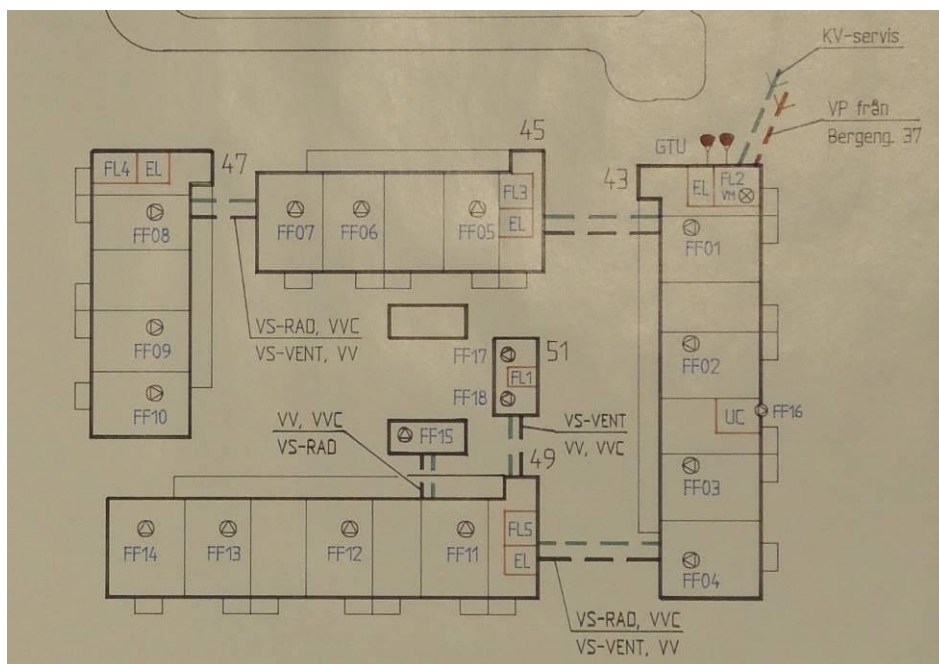 KV-servis
VP från
Bergeng. 37
GTU
45
47
43
FL4
EL
FL3
EL
EL
FL2
VM
FF08
FF07
FF06
FF05
FF01
VS-RAD, VVC
VS-VENT, VV
FF09
FF10
FF17
FL1
FF18
51
FF02
UC
FF16
VV, VVC
VS-RAD
FF15
VS-VENT
VV, VVC
49
FF03
FF14
FF13
FF12
FF11
FL5
EL
FF04
VS-RAD, VVC
VS-VENT, VV